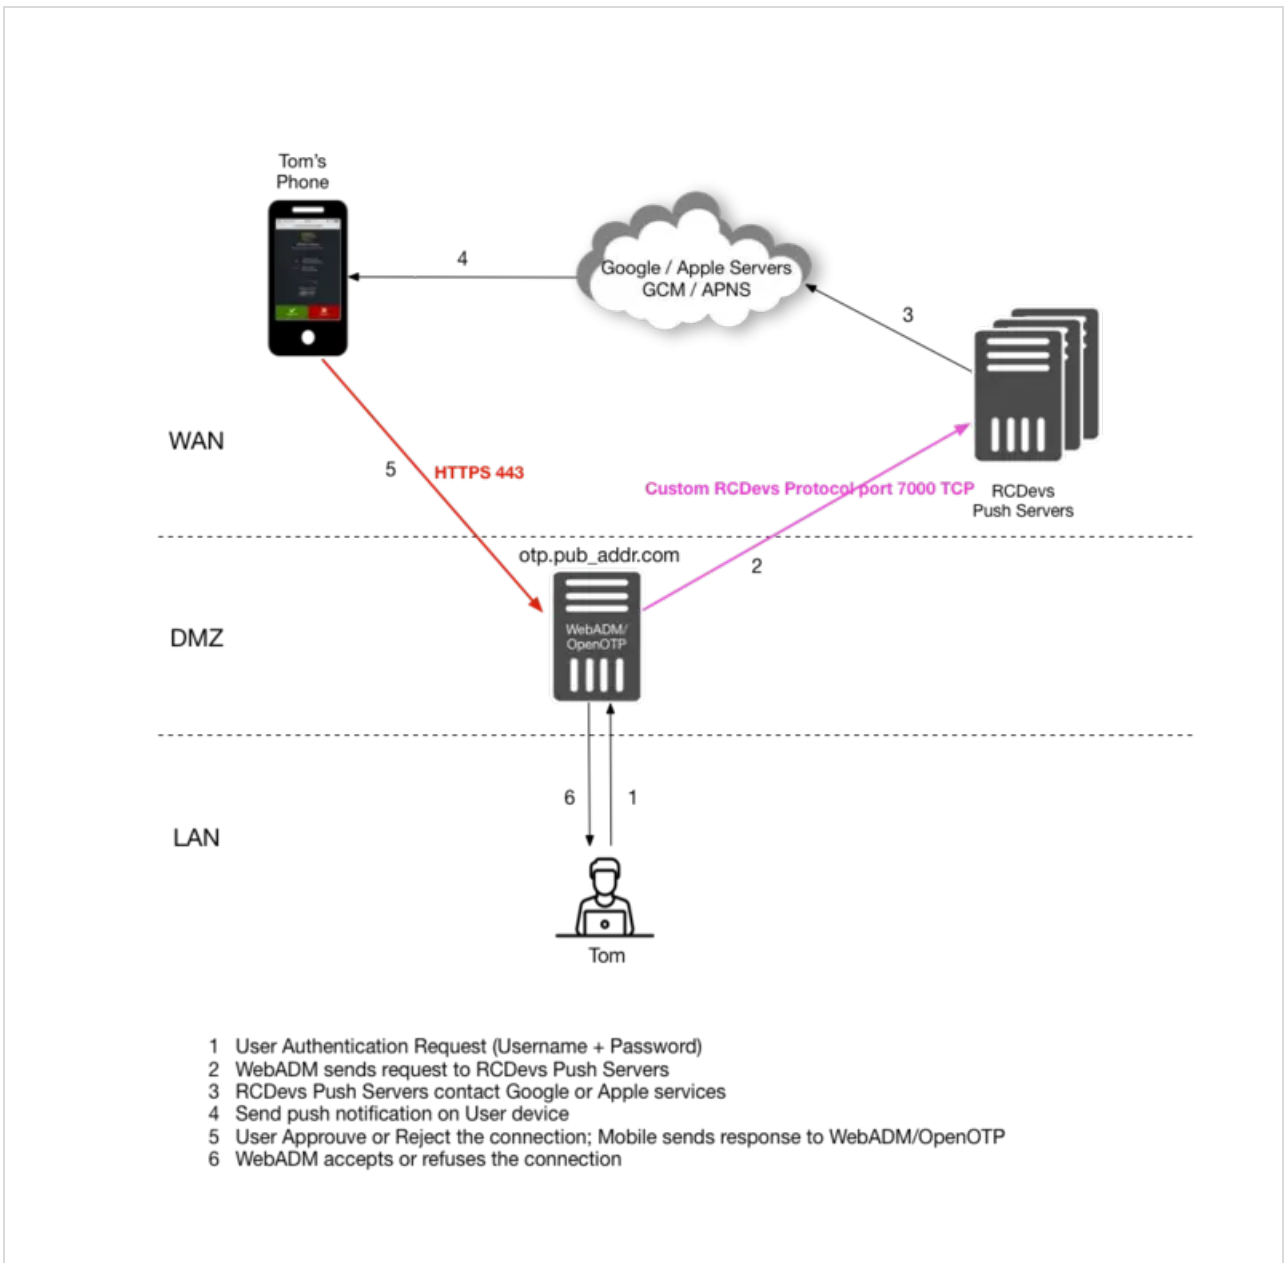 Tom's
Phone
4
Google / Apple Servers
GCM / APNS
3
WAN
5
HTTPS 443
Custom RCDevs Protocol port 7000 TCP
RCDevs
Push Servers
otp.pub_addr.com
2
WebADM/
OpenOTP
DMZ
6
1
LAN
Tom
1 User Authentication Request (Username + Password)
2 WebADM sends request to RCDevs Push Servers
3 RCDevs Push Servers contact Google or Apple services
4 Send push notification on User device
5 User Approuve or Reject the connection; Mobile sends response to WebADM/OpenOTP
6 WebADM accepts or refuses the connection